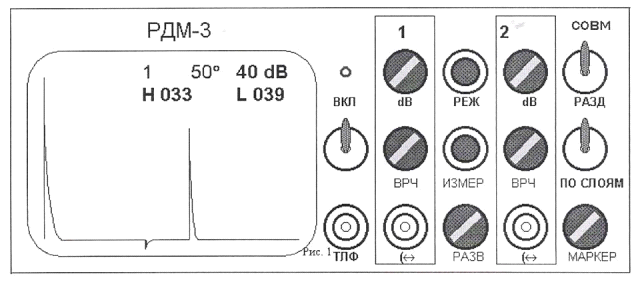 РДМ-3
1 50° 40 dB
H 033 L 039
Рис. 1
1 2 СОВМ
ВКЛ dB РЕЖ dB РАЗД
ВРЧ ИЗМЕР ВРЧ ПО СЛОЯМ
ТЛФ (↔ РАЗВ (↔ МАРКЕР